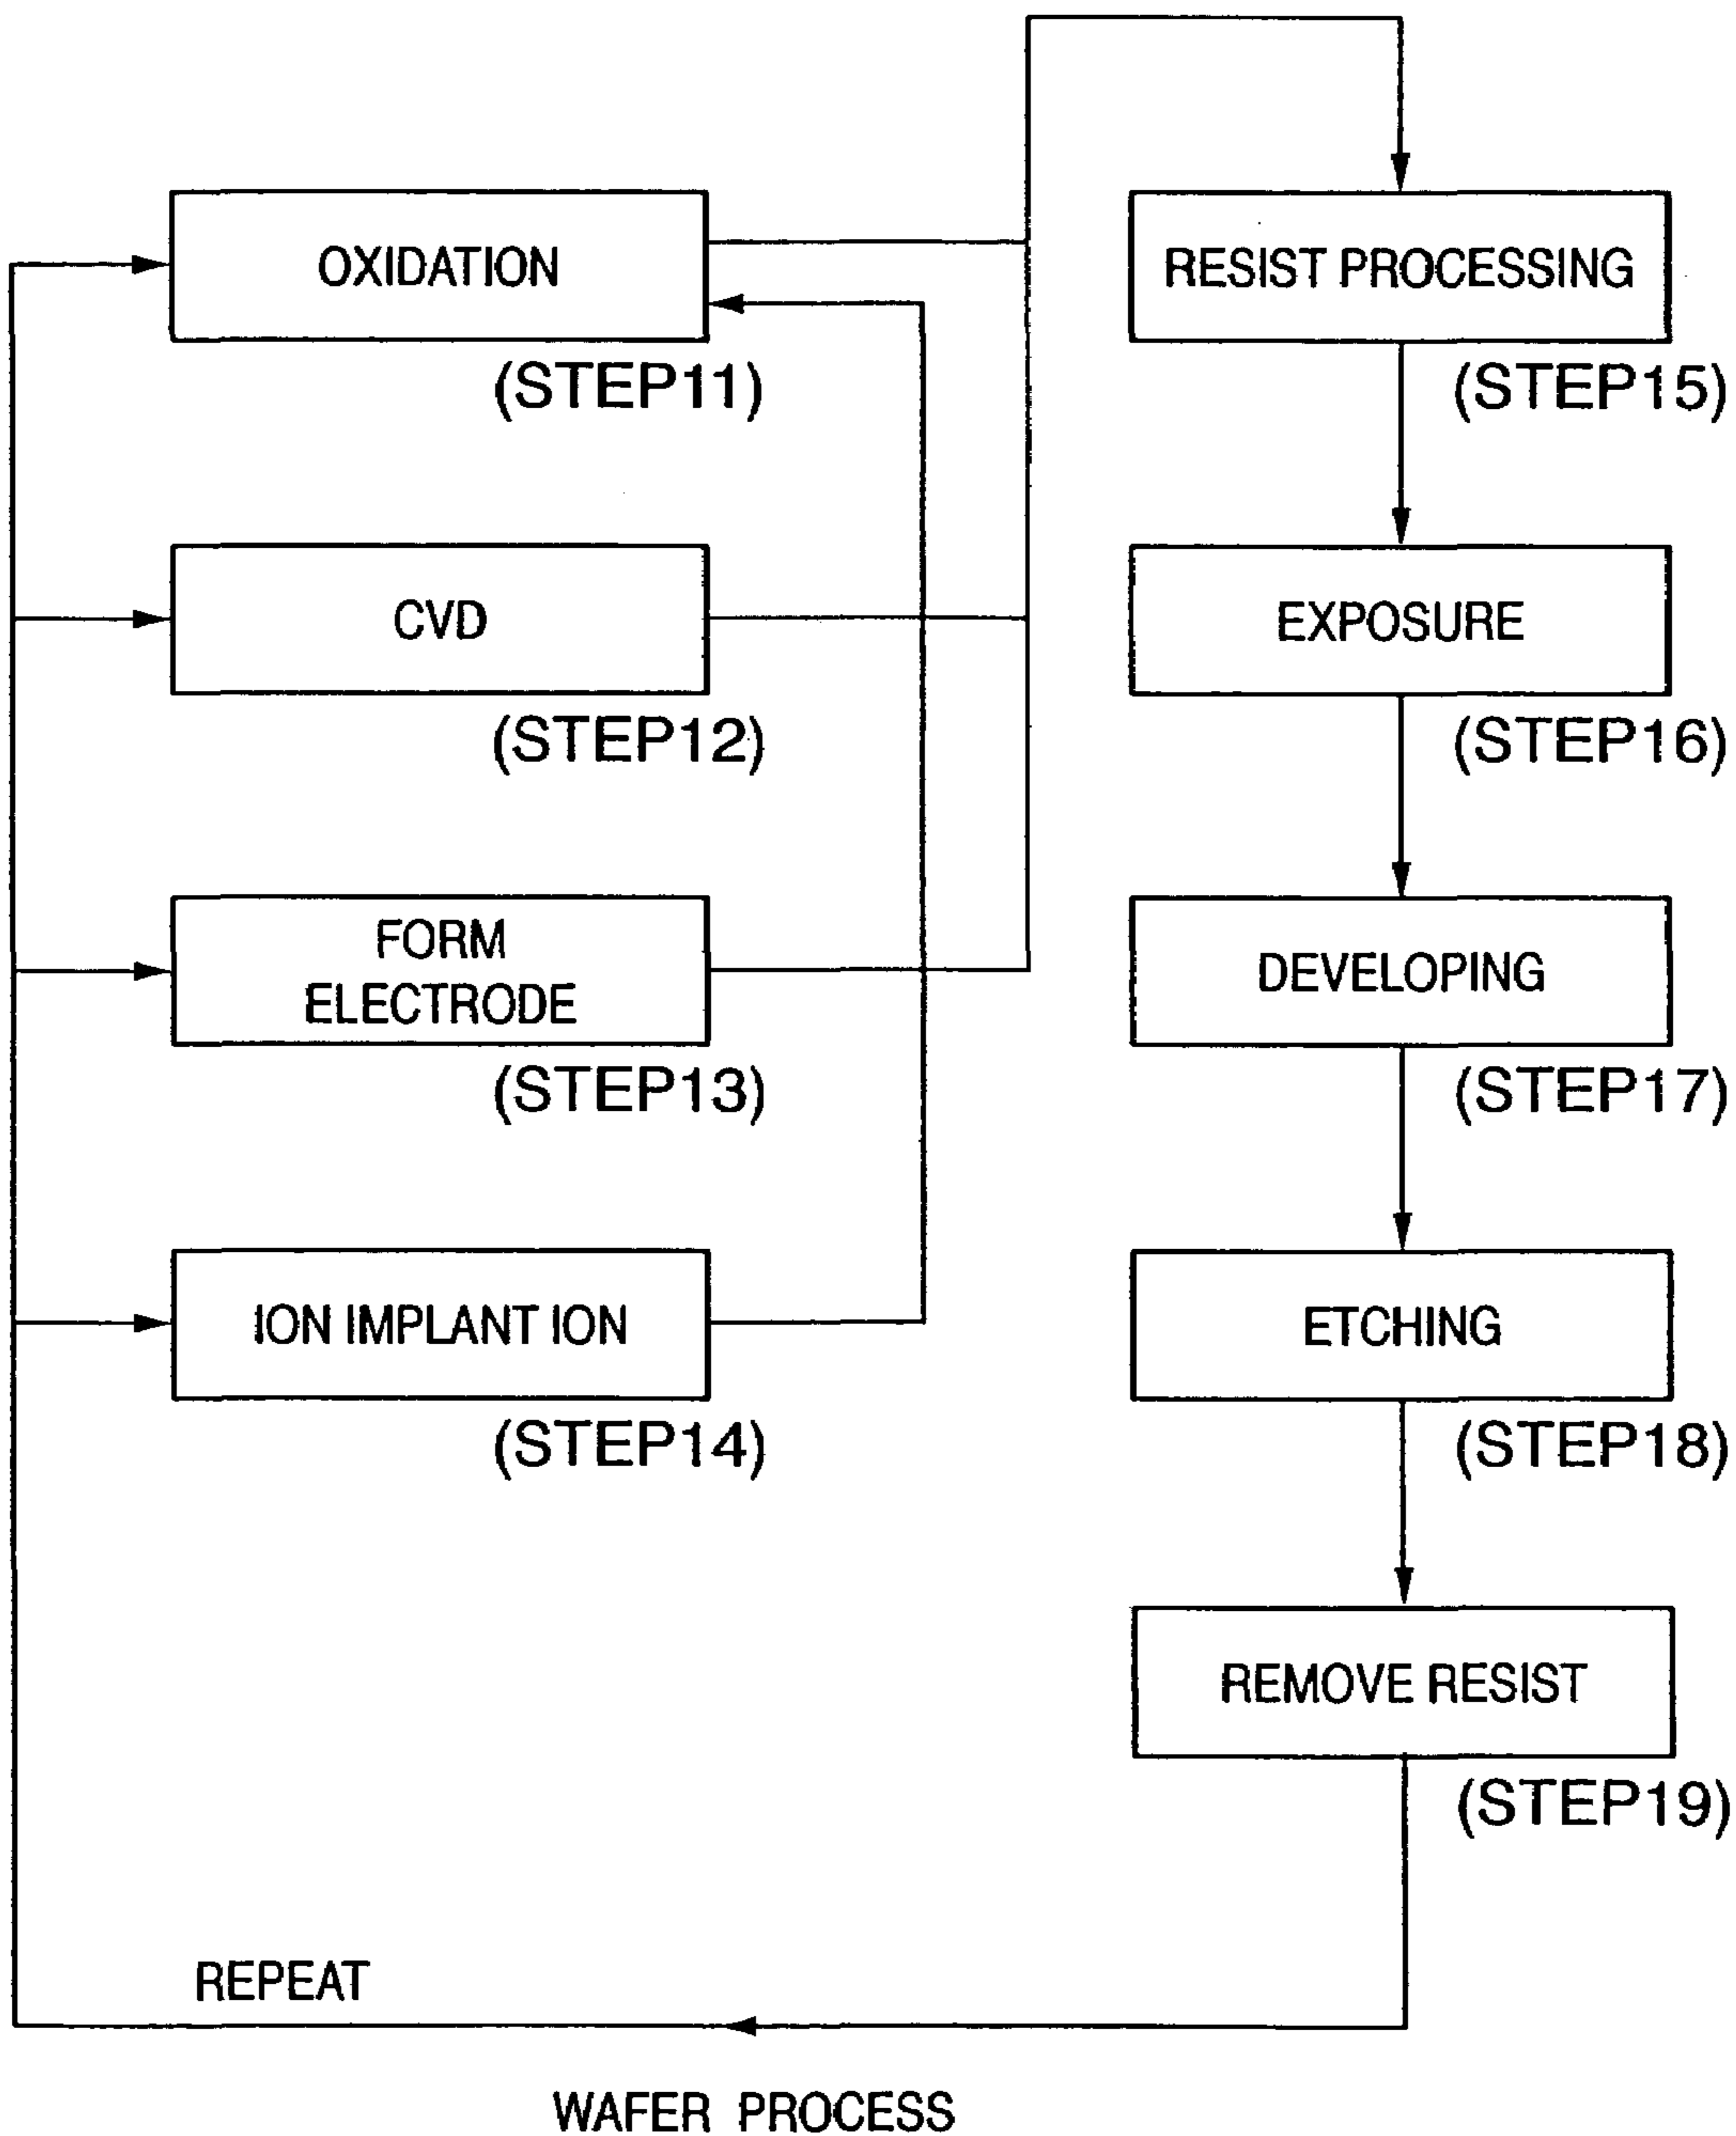 OXIDATION
(STEP11)
CVD
(STEP12)
FORM
ELECTRODE
(STEP13)
ION IMPLANT ION
(STEP14)
RESIST PROCESSING
(STEP15)
EXPOSURE
(STEP16)
DEVELOPING
(STEP17)
ETCHING
(STEP18)
REMOVE RESIST
(STEP19)
REPEAT
WAFER PROCESS